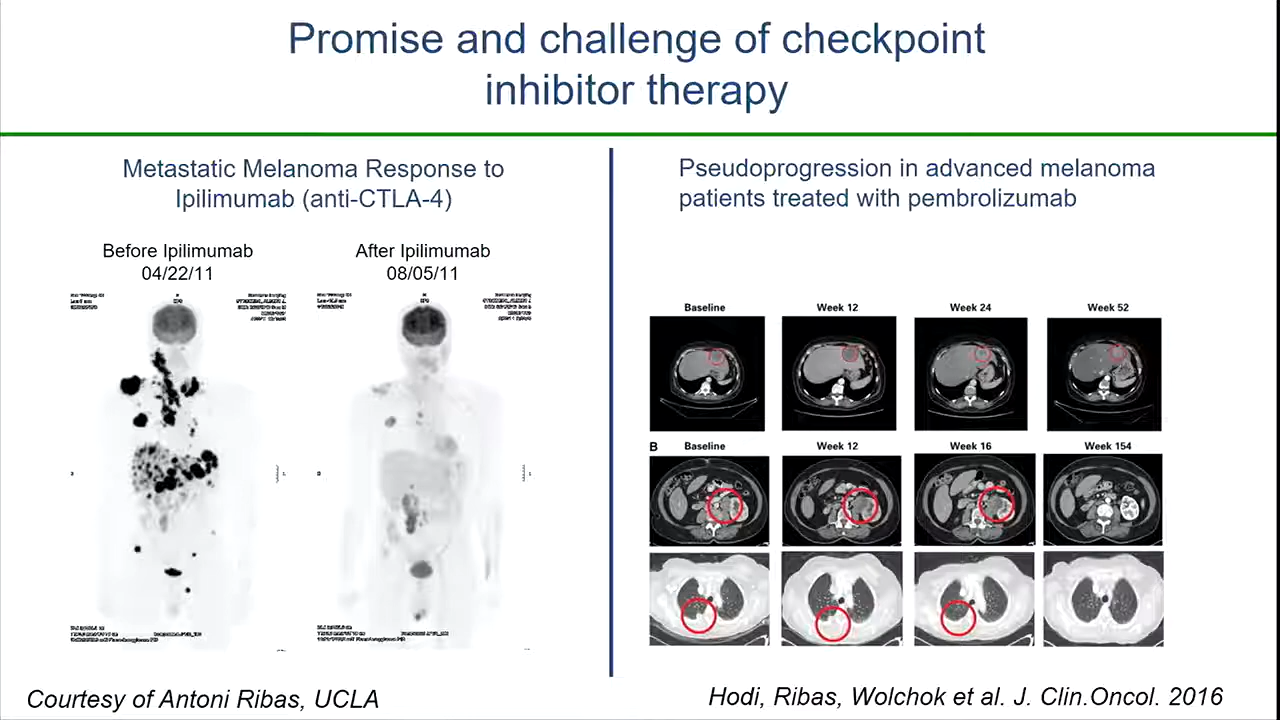 Promise and challenge of checkpoint
inhibitor therapy
Metastatic Melanoma Response to
Ipilimumab (anti-CTLA-4)
Before Ipilimumab
04/22/11
After Ipilimumab
08/05/11
Pseudoprogression in advanced melanoma
patients treated with pembrolizumab
Baseline Week 12 Week 24 Week 52
B Baseline Week 12 Week 16 Week 154
Courtesy of Antoni Ribas, UCLA
Hodi, Ribas, Wolchok et al. J. Clin.Oncol. 2016